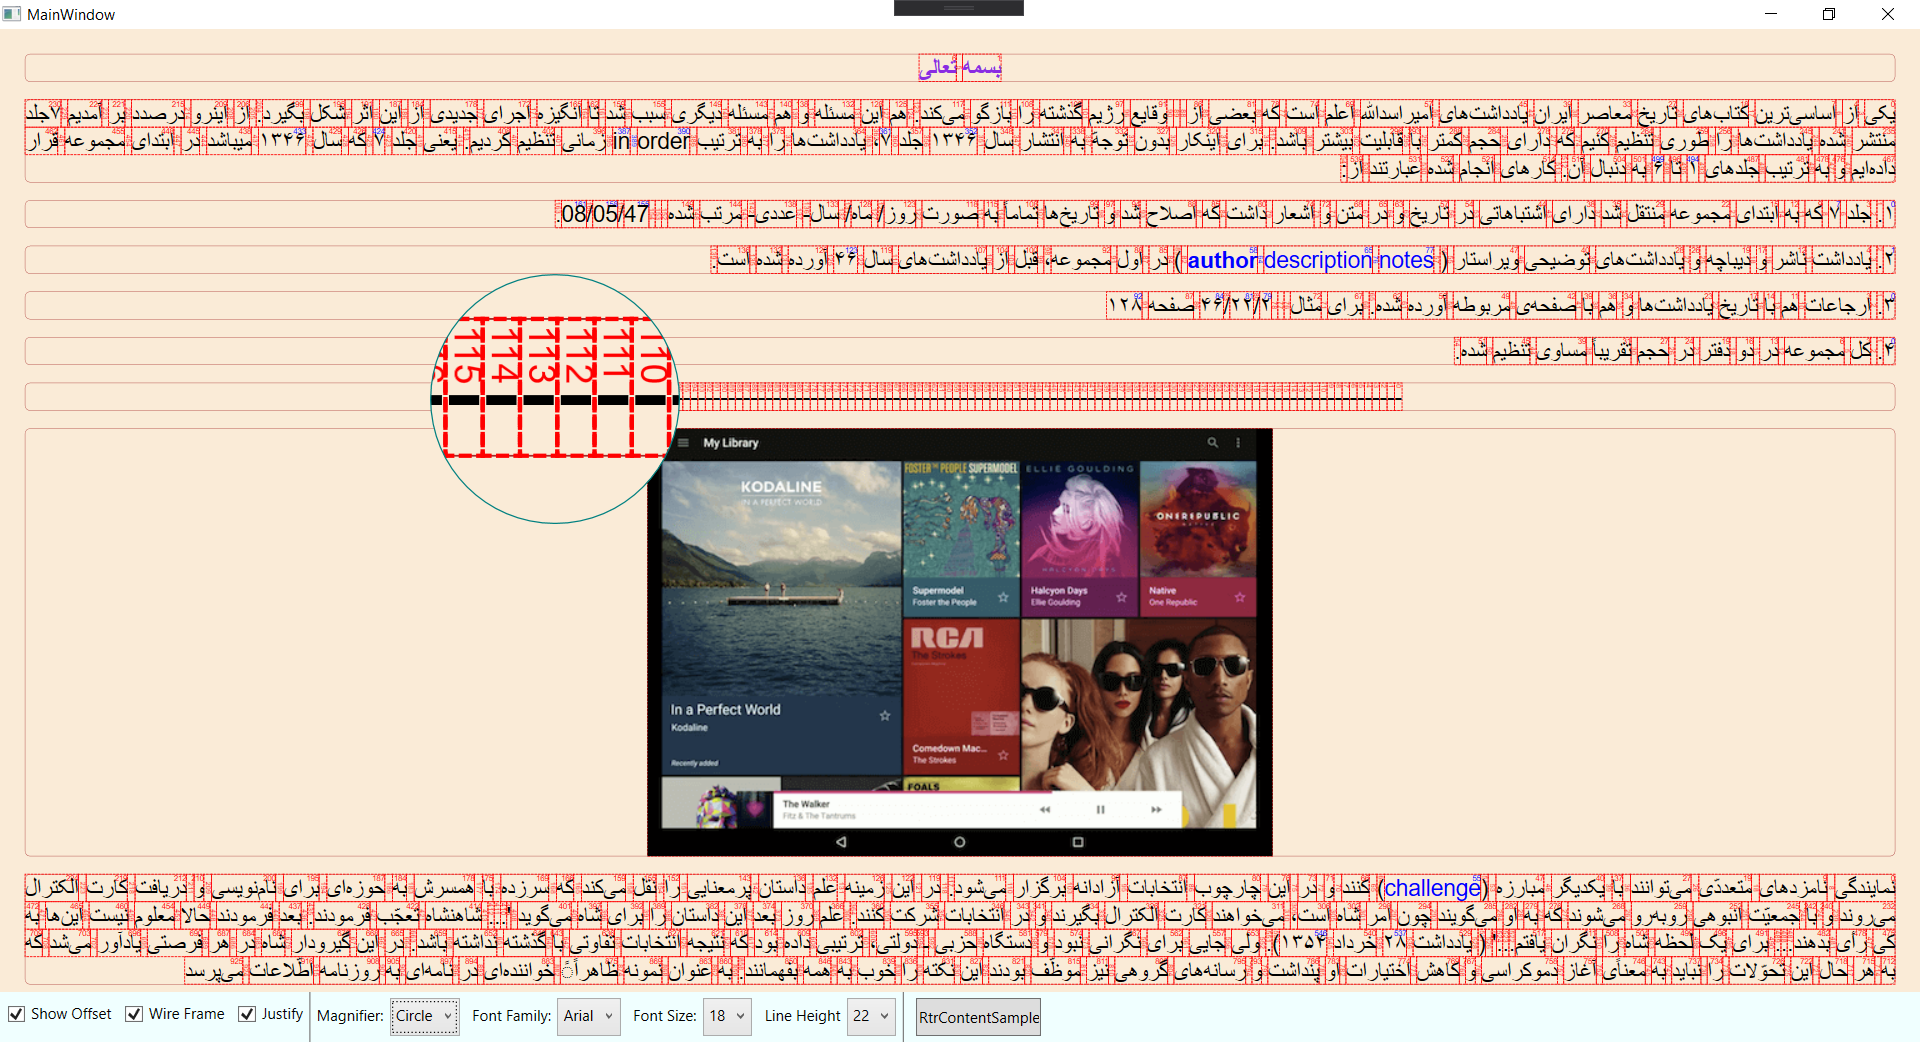 MainWindow
بسمه تعالی
یکی از اساسی‌ترین کتاب‌های تاریخ معاصر ایران یادداشت‌های امیر اسدالله اعلم است که بعضی از وقایع رژیم گذشته را بازگو می‌کند. هم این مسئله و هم مسئله دیگری سبب شد تا انگیزه اجرای جدیدی از این اثر شکل بگیرد. از اینرو درصدد بر آمدیم ۷جلد
منتشر شده یادداشت‌ها را طوری تنظیم کنیم که دارای حجم کمتر با قابلیت بیشتر باشد. برای اینکار بدون توجه به انتشار سال ۱۳۴۶ جلد ۷، یادداشت‌ها را به ترتیب in order زمانی تنظیم کردیم. یعنی جلد ۷ که سال ۱۳۴۶ میباشد در ابتدای مجموعه قرار
داده‌ایم و به ترتیب جلدهای ۱ تا ۶ به دنبال آن. کارهای انجام شده عبارتند از:
۱. جلد ۷ که به ابتدای مجموعه منتقل شد دارای اشتباهاتی در تاریخ و در متن و اشعار داشت که اصلاح شد و تاریخ‌ها تماماً به صورت روز/ ماه/ سال- عددی- مرتب شده 08/05/47.
۲. یادداشت ناشر و دیباچه و یادداشت‌های توضیحی ویراستار ( author description notes ) در اول مجموعه، قبل از یادداشت‌های سال ۴۶ آورده شده است.
۳. ارجاعات هم با تاریخ یادداشت‌ها و هم با صفحه‌ی مربوطه آورده شده. برای مثال ۴۶/۲۲/۲ صفحه ۱۲۸
۴. کل مجموعه در دو دفتر در حجم تقریبا مساوی تنظیم شده.
115 114 113 112 111 110
My Library
KODALINE
IN A PERFECT WORLD
FOSTER THE PEOPLE SUPERMODEL
ELLIE GOULDING
HALCYON DAYS
ONEREPUBLIC
NATIVE
Supermodel
Foster the People
Halcyon Days
Ellie Goulding
Native
One Republic
RCA
The Strokes
In a Perfect World
Kodaline
Recently added
Comedown Mac...
The Strokes
FOALS
The Walker
Fitz & The Tantrums
نمایندگی نامزدهای متعددّی می‌توانند با یکدیگر مبارزه (challenge) کنند. در این چارچوب انتخابات آزادانه برگزار می‌شود. در این زمینه علم داستان پرمعنایی را نقل می‌کند که سرزده با همسرش به حوزه‌ای برای نام‌نویسی و دریافت کارت الکترال
می‌روند و با جمعیّت انبوهی روبه‌رو می‌شوند که به او می‌گویند چون امر شاه است، می‌خواهند کارت الکترال بگیرند و در انتخابات شرکت کنند. علم روز بعد این داستان را برای شاه می‌گوید "... شاهنشاه تعجّب فرمودند. بعد فرمودند حالا معلوم نیست این‌ها به
کی رای بدهند... برای یک لحظه شاه را نگران یافتم..." ( یادداشت ۲۸ خرداد ۱۳۵۴). ولی جایی برای نگرانی نبود و دستگاه حزبی و دولتی، ترتیبی داده بود که نتیجه انتخابات تفاوتی با گذشته نداشته باشد. در این گیرودار شاه در هر فرصتی یادآور می‌شد که
به هر حال این تحوّلات را نباید به معنای آغاز دموکراسی و کاهش اختیارات او پنداشت و رسانه‌های گروهی نیز موظّف بودند این نکته را خوب به همه بفهمانند. به عنوان نمونه ظاهراً ً خواننده‌ای در نامه‌ای به روزنامه اطّلاعات می‌پرسد
Show Offset Wire Frame Justify Magnifier: Circle Font Family: Arial Font Size: 18 Line Height 22 RtrContentSample